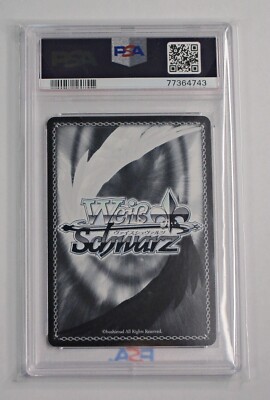 PSA
77364743
Weiß
ヴァイスシュヴァルツ
Schwarz
©bushiroad All Rights Reserved.
PSA